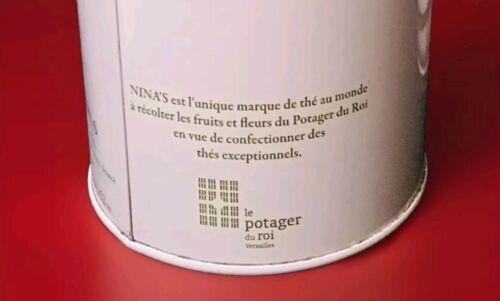 NINA'S est l'unique marque de thé au monde
à récolter les fruits et fleurs du Potager du Roi
en vue de confectionner des
thés exceptionnels.
le
potager
du roi
Versailles